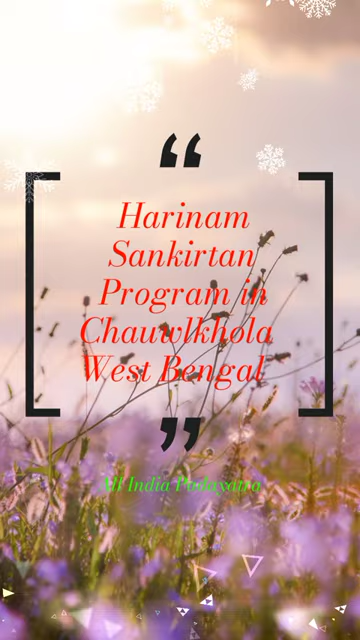 “
Harinam
Sankirtan
Program in
Chauwlkhola
West Bengal
”
All India Padayatra